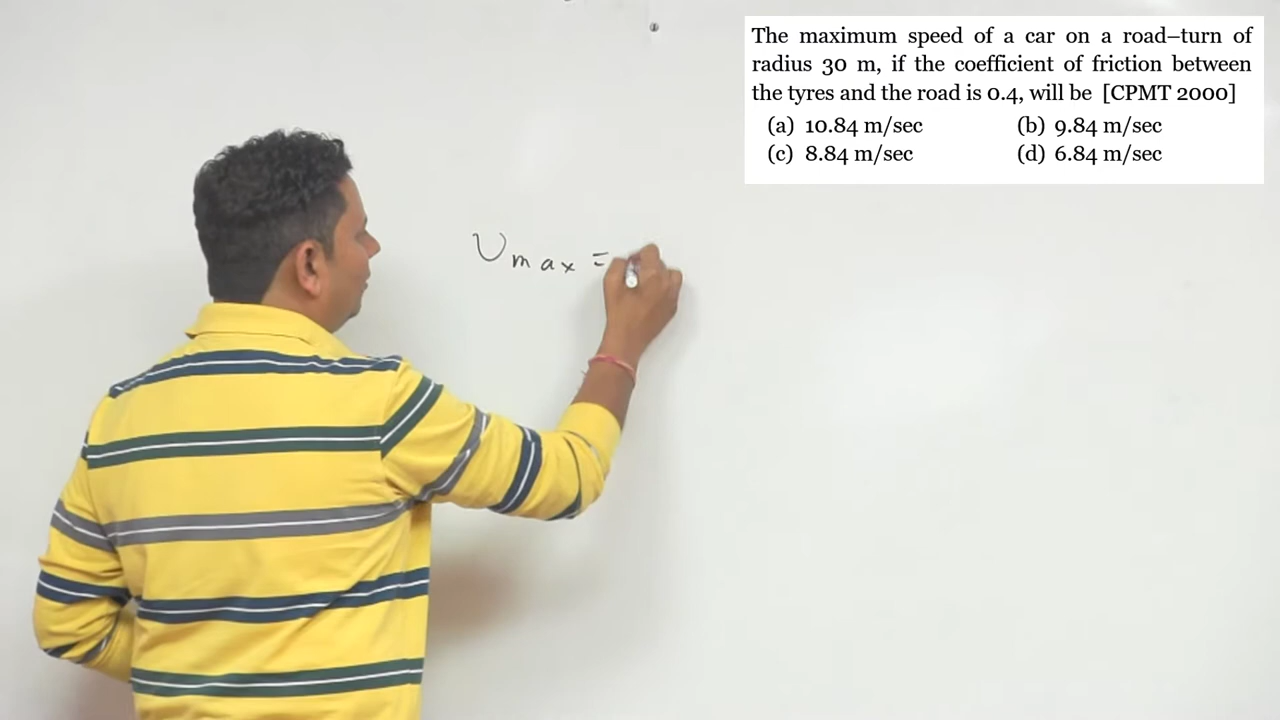 The maximum speed of a car on a road–turn of
radius 30 m, if the coefficient of friction between
the tyres and the road is 0.4, will be [CPMT 2000]
(a) 10.84 m/sec (b) 9.84 m/sec
(c) 8.84 m/sec (d) 6.84 m/sec
υmax =